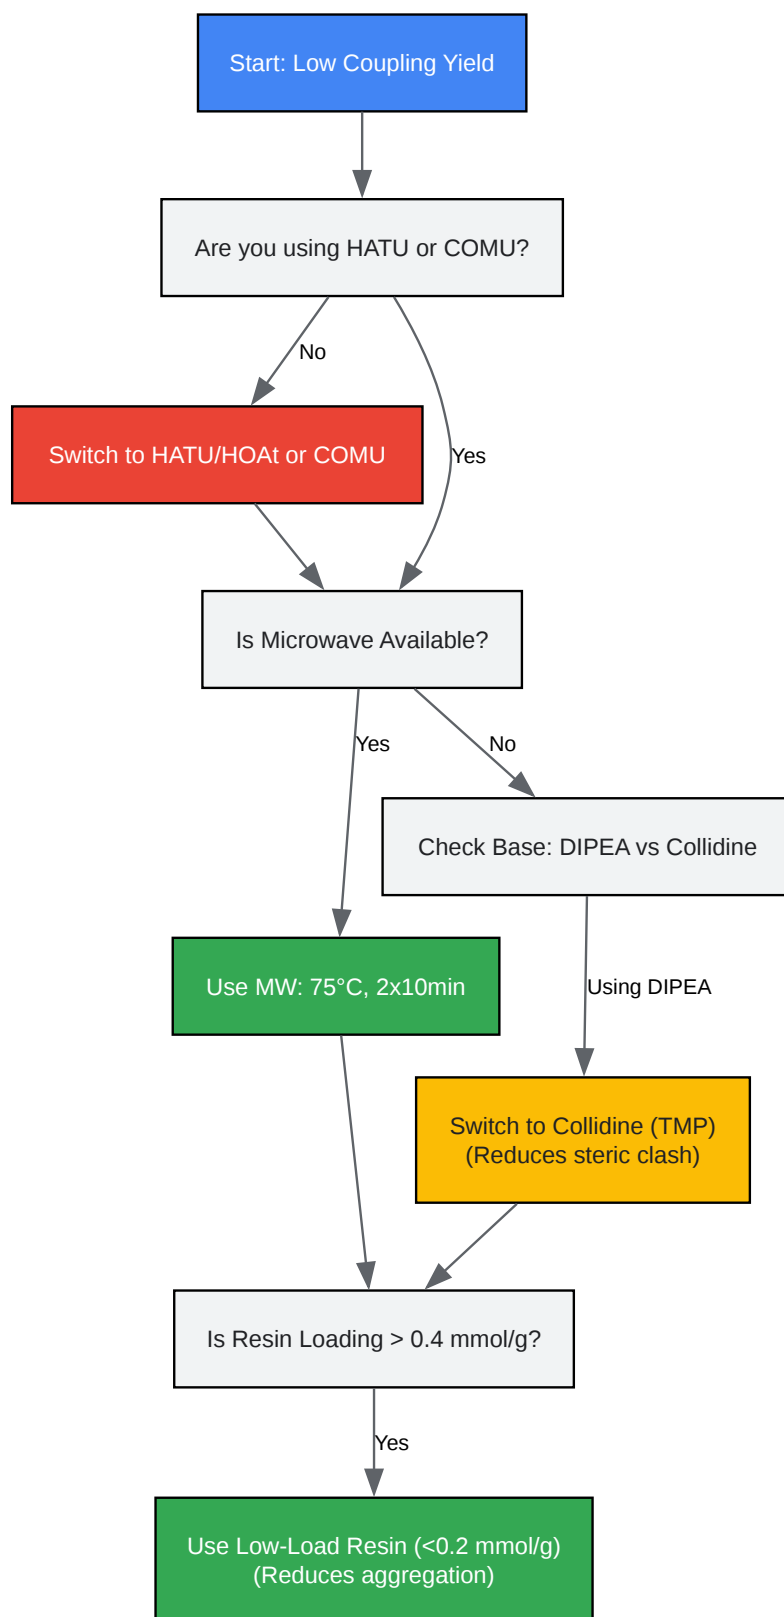 Start: Low Coupling Yield
Are you using HATU or COMU?
No
Switch to HATU/HOAt or COMU
Yes
Is Microwave Available?
Yes
No
Check Base: DIPEA vs Collidine
Use MW: 75°C, 2x10min
Using DIPEA
Switch to Collidine (TMP)
(Reduces steric clash)
Is Resin Loading > 0.4 mmol/g?
Yes
Use Low-Load Resin (<0.2 mmol/g)
(Reduces aggregation)